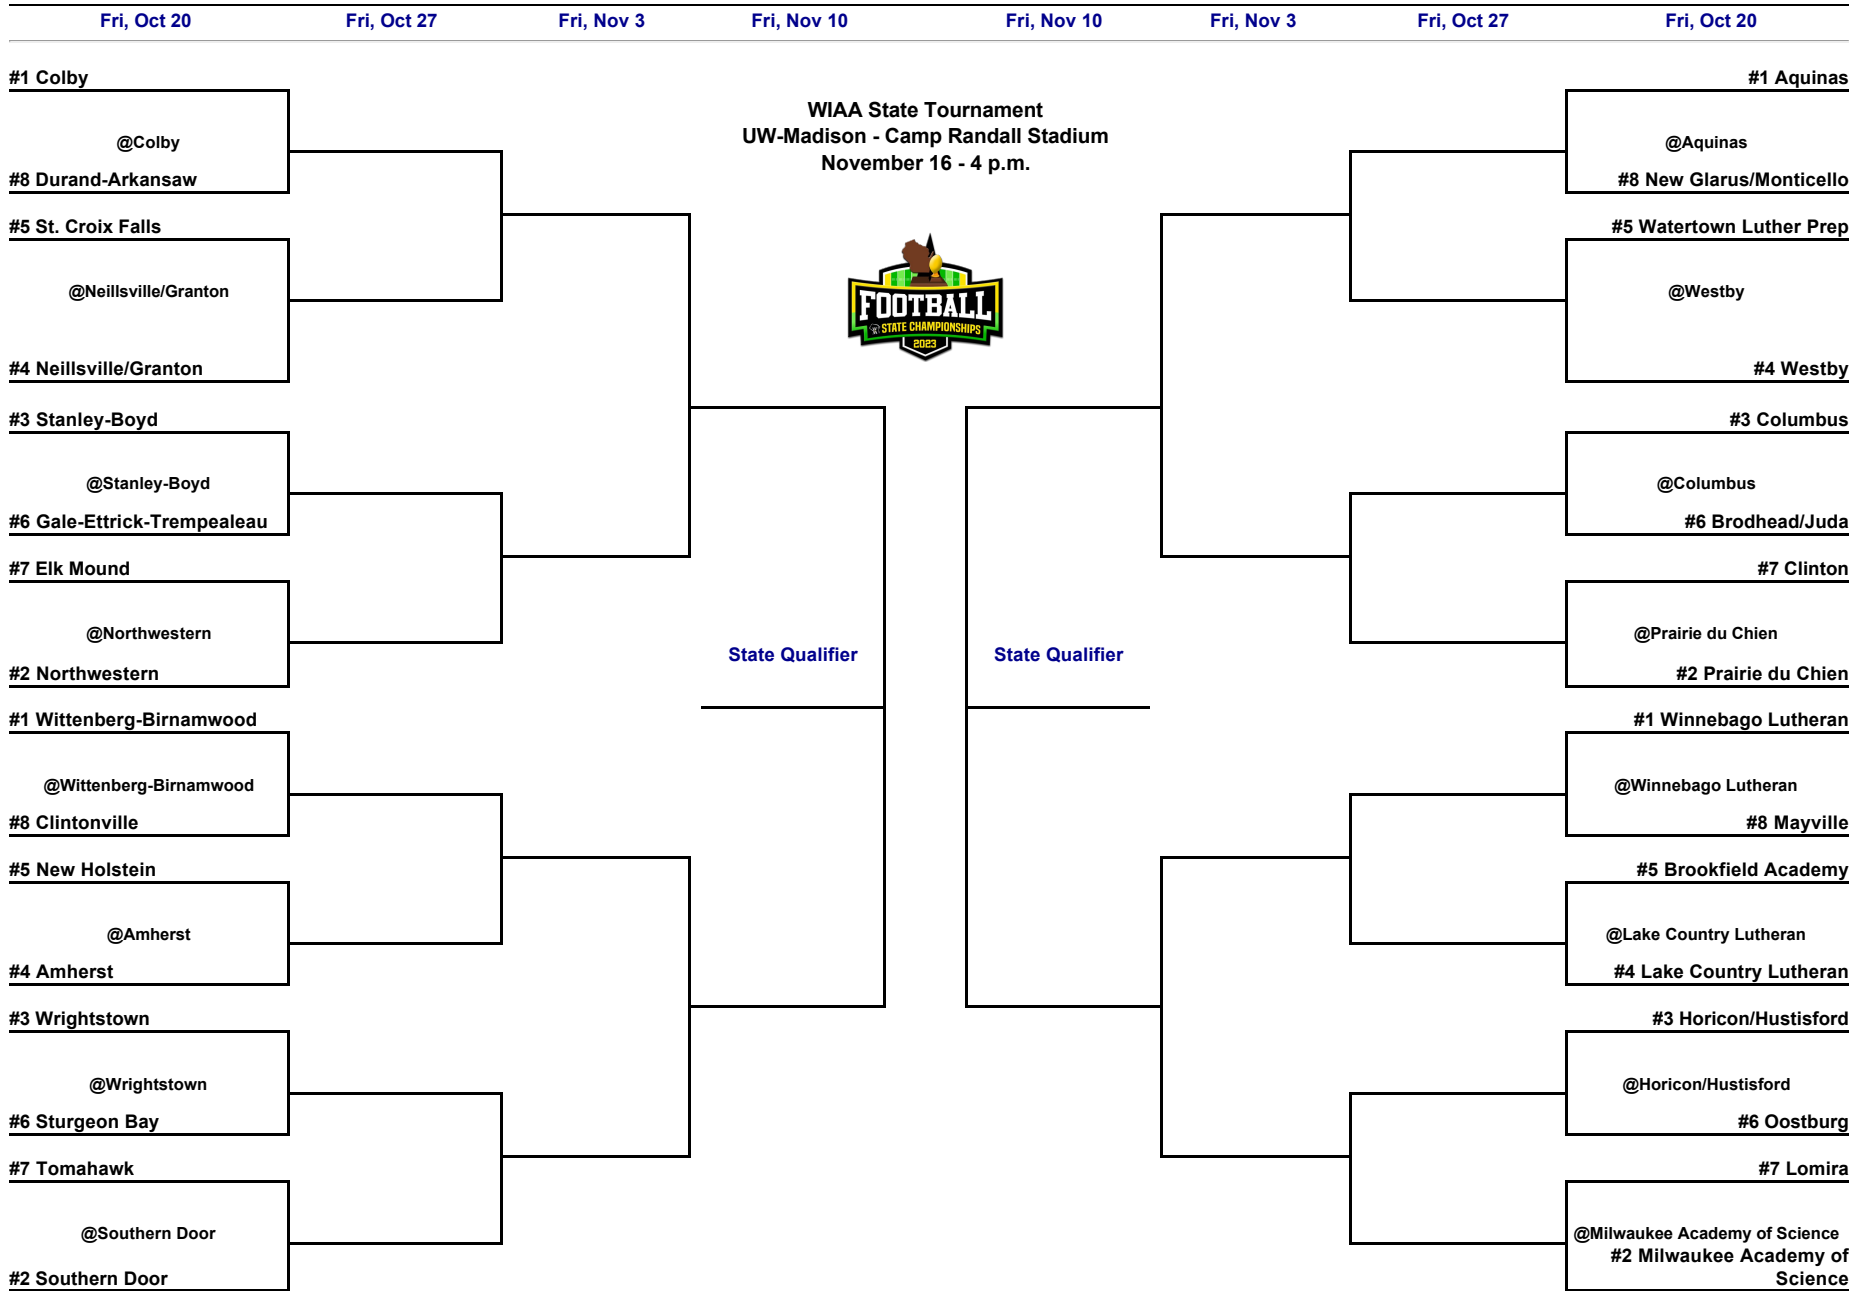 Fri, Oct 20 Fri, Oct 27 Fri, Nov 3 Fri, Nov 10 Fri, Nov 10 Fri, Nov 3 Fri, Oct 27 Fri, Oct 20
WIAA State Tournament
UW-Madison - Camp Randall Stadium
November 16 - 4 p.m.
FOOTBALL
STATE CHAMPIONSHIPS
2023
#1 Colby
@Colby
#8 Durand-Arkansaw
#5 St. Croix Falls
@Neillsville/Granton
#4 Neillsville/Granton
#3 Stanley-Boyd
@Stanley-Boyd
#6 Gale-Ettrick-Trempealeau
#7 Elk Mound
@Northwestern
#2 Northwestern
#1 Wittenberg-Birnamwood
@Wittenberg-Birnamwood
#8 Clintonville
#5 New Holstein
@Amherst
#4 Amherst
#3 Wrightstown
@Wrightstown
#6 Sturgeon Bay
#7 Tomahawk
@Southern Door
#2 Southern Door
State Qualifier
State Qualifier
#1 Aquinas
@Aquinas
#8 New Glarus/Monticello
#5 Watertown Luther Prep
@Westby
#4 Westby
#3 Columbus
@Columbus
#6 Brodhead/Juda
#7 Clinton
@Prairie du Chien
#2 Prairie du Chien
#1 Winnebago Lutheran
@Winnebago Lutheran
#8 Mayville
#5 Brookfield Academy
@Lake Country Lutheran
#4 Lake Country Lutheran
#3 Horicon/Hustisford
@Horicon/Hustisford
#6 Oostburg
#7 Lomira
@Milwaukee Academy of Science
#2 Milwaukee Academy of
Science